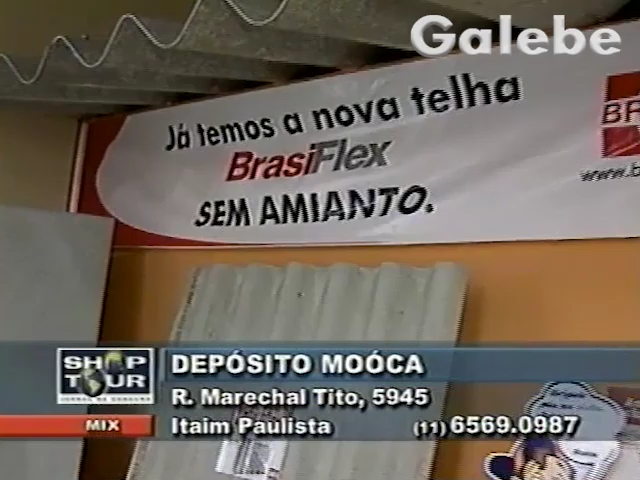 Galebe
Já temos a nova telha
BrasiFlex
SEM AMIANTO.
BR
www.b
SHOP TOUR
DEPÓSITO MOÓCA
R. Marechal Tito, 5945
MIX
Itaim Paulista
(11) 6569.0987